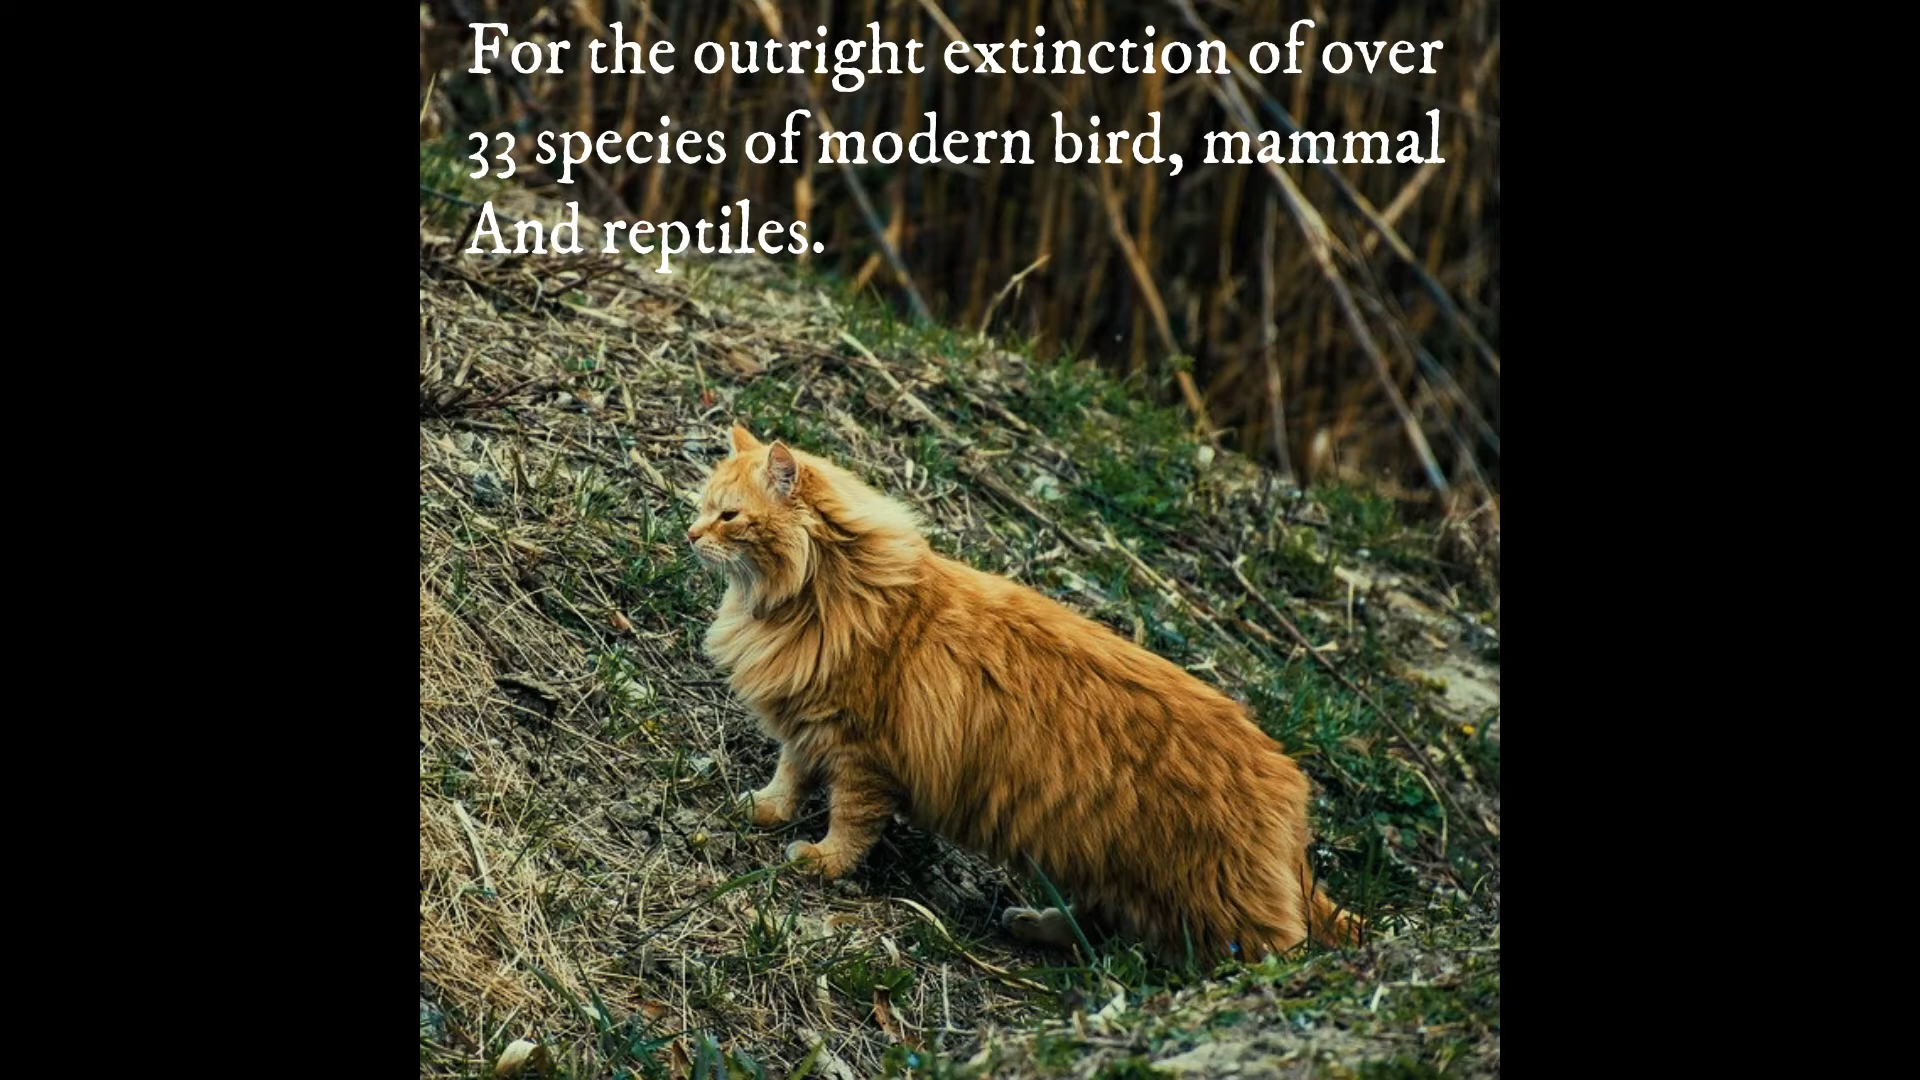 For the outright extinction of over
33 species of modern bird, mammal
And reptiles.